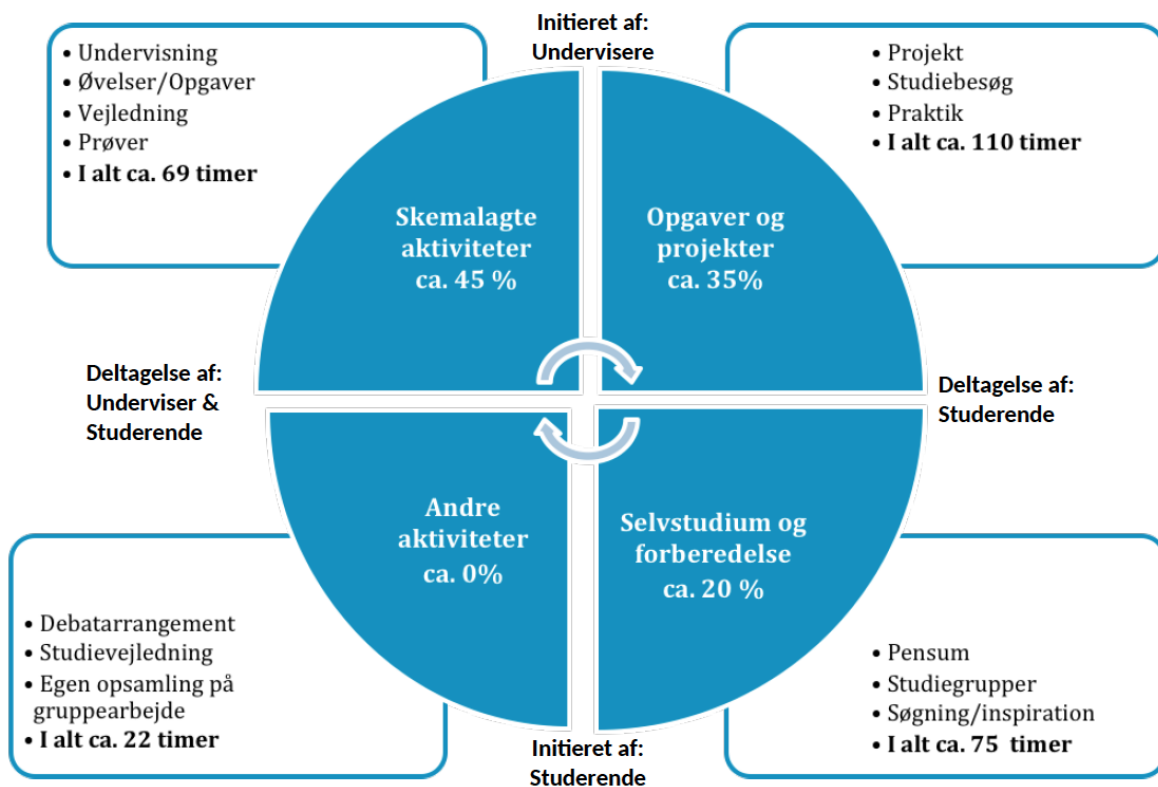 Initieret af:
Undervisere
• Undervisning
• Øvelser/Opgaver
• Vejledning
• Prøver
• I alt ca. 69 timer
• Projekt
• Studiebesøg
• Praktik
• I alt ca. 110 timer
Skemalagte
aktiviteter
ca. 45 %
Opgaver og
projekter
ca. 35%
Deltagelse af:
Underviser &
Studerende
Deltagelse af:
Studerende
Andre
aktiviteter
ca. 0%
Selvstudium og
forberedelse
ca. 20 %
• Debatarrangement
• Studievejledning
• Egen opsamling på
gruppearbejde
• I alt ca. 22 timer
• Pensum
• Studiegrupper
• Søgning/inspiration
• I alt ca. 75 timer
Initieret af:
Studerende